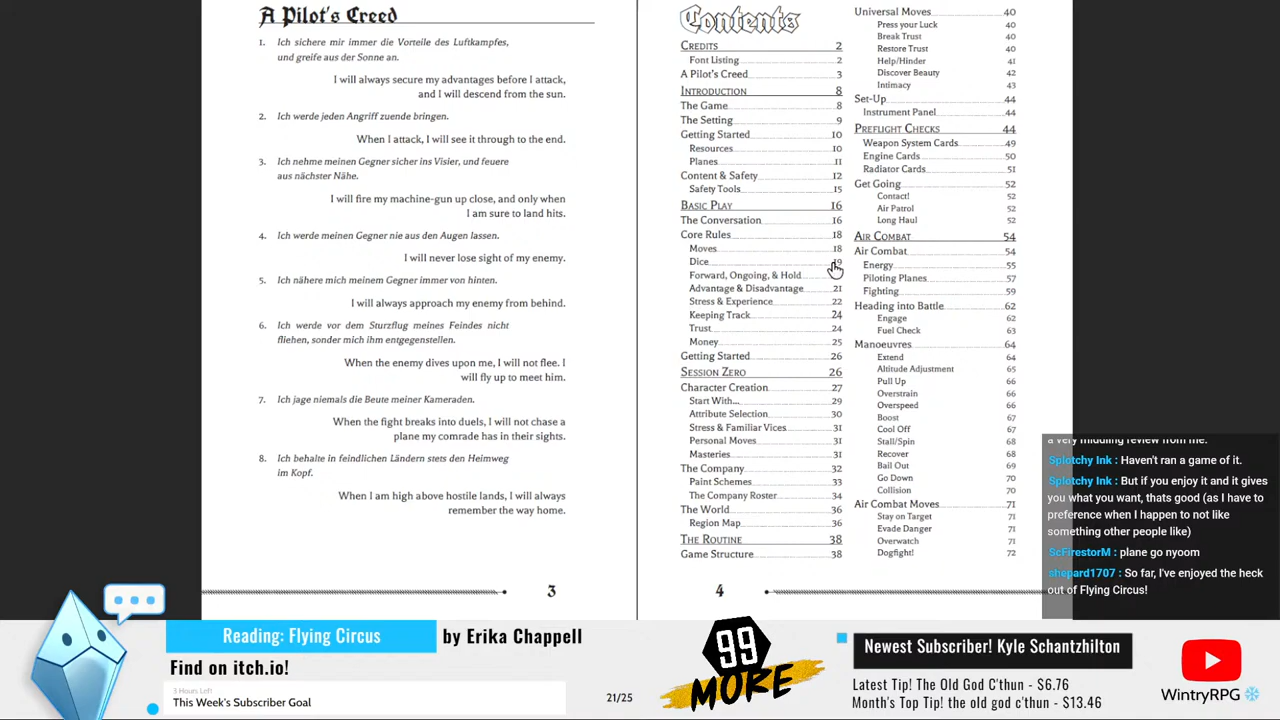 A Pilot's Creed
1. Ich sichere mir immer die Vorteile des Luftkampfes,
und greife aus der Sonne an.
I will always secure my advantages before I attack,
and I will descend from the sun.
2. Ich werde jeden Angriff zuende bringen.
When I attack, I will see it through to the end.
3. Ich nehme meinen Gegner sicher ins Visier, und feuere
aus nächster Nähe.
I will fire my machine-gun up close, and only when
I am sure to land hits.
4. Ich werde meinen Gegner nie aus den Augen lassen.
I will never lose sight of my enemy.
5. Ich nähere mich meinem Gegner immer von hinten.
I will always approach my enemy from behind.
6. Ich werde vor dem Sturzflug meines Feindes nicht
fliehen, sonder mich ihm entgegenstellen.
When the enemy dives upon me, I will not flee. I
will fly up to meet him.
7. Ich jage niemals die Beute meiner Kameraden.
When the fight breaks into duels, I will not chase a
plane my comrade has in their sights.
8. Ich behalte in feindlichen Ländern stets den Heimweg
im Kopf.
When I am high above hostile lands, I will always
remember the way home.
3
Contents
Credits 2
Font Listing 2
A Pilot's Creed 3
Introduction 8
The Game 8
The Setting 9
Getting Started 10
Resources 10
Planes 11
Content & Safety 12
Safety Tools 15
Basic Play 16
The Conversation 16
Core Rules 18
Moves 18
Dice 19
Forward, Ongoing, & Hold
Advantage & Disadvantage 21
Stress & Experience 22
Keeping Track 24
Trust 24
Money 25
Getting Started 26
Session Zero 26
Character Creation 27
Start With... 29
Attribute Selection 30
Stress & Familiar Vices 31
Personal Moves 31
Masteries 31
The Company 32
Paint Schemes 33
The Company Roster 34
The World 36
Region Map 36
The Routine 38
Game Structure 38
Universal Moves 40
Press your Luck 40
Break Trust 40
Restore Trust 40
Help/Hinder 41
Discover Beauty 42
Intimacy 43
Set-Up 44
Instrument Panel 44
Preflight Checks 44
Weapon System Cards 49
Engine Cards 50
Radiator Cards 51
Get Going 52
Contact! 52
Air Patrol 52
Long Haul 52
Air Combat 54
Air Combat 54
Energy 55
Piloting Planes 57
Fighting 59
Heading into Battle 62
Engage 62
Fuel Check 63
Manoeuvres 64
Extend 64
Altitude Adjustment 65
Pull Up 66
Overstrain 66
Overspeed 66
Boost 67
Cool Off 67
Stall/Spin 68
Recover 68
Bail Out 69
Go Down 70
Collision 70
Air Combat Moves 71
Stay on Target 71
Evade Danger 71
Overwatch 71
Dogfight! 72
4
a very middling review from me.
Splotchy Ink : Haven't ran a game of it.
Splotchy Ink : But if you enjoy it and it gives
you what you want, thats good (as I have to
preference when I happen to not like
something other people like)
ScFirestorM : plane go nyoom
shepard1707 : So far, I've enjoyed the heck
out of Flying Circus!
Reading: Flying Circus
by Erika Chappell
Find on itch.io!
3 Hours Left
This Week's Subscriber Goal
21/25
99
MORE
Newest Subscriber! Kyle Schantzhilton
Latest Tip! The Old God C'thun - $6.76
Month's Top Tip! the old god c'thun - $13.46
WintryRPG